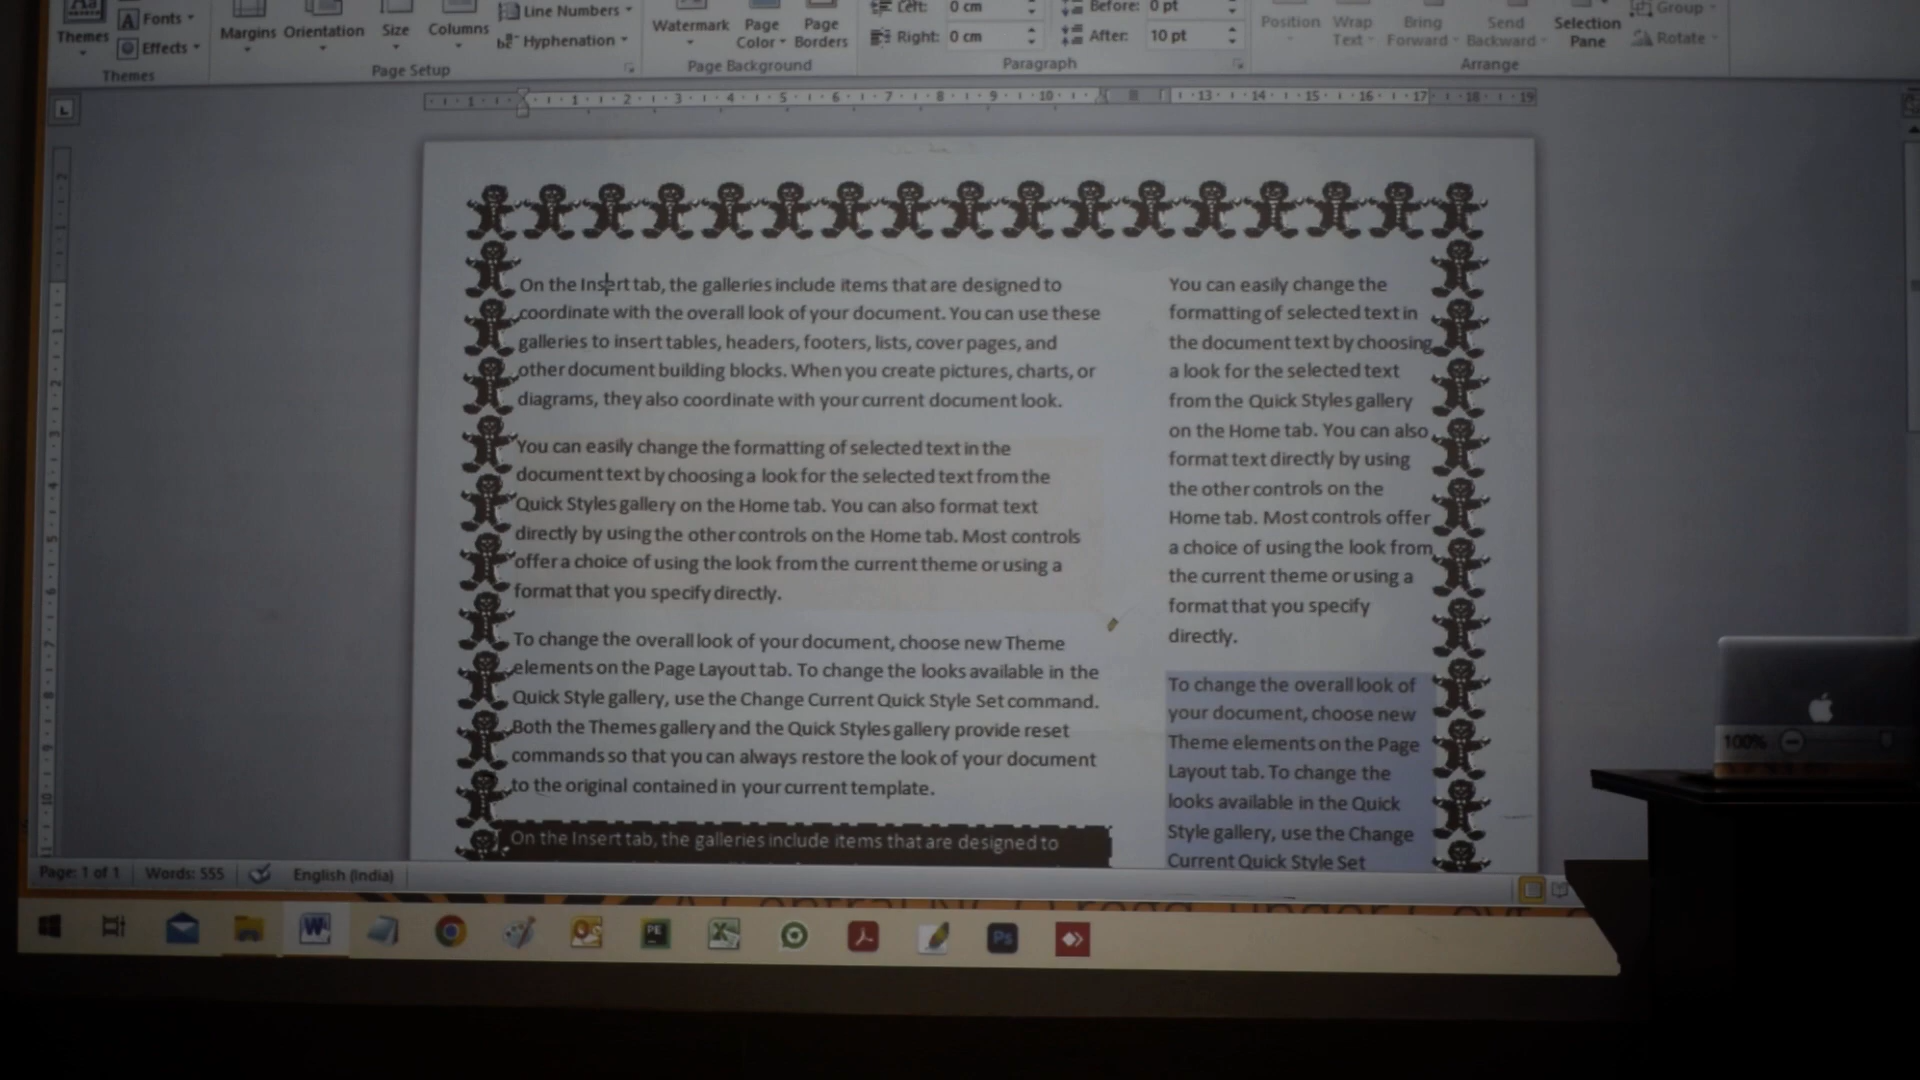 Themes
Fonts
Effects
Themes
Margins
Orientation
Size
Columns
Line Numbers
Hyphenation
Page Setup
Watermark
Page
Color
Page
Borders
Page Background
Left: 0 cm
Right: 0 cm
Before: 0 pt
After: 10 pt
Paragraph
Position
Wrap
Text
Bring
Forward
Send
Backward
Selection
Pane
Group
Rotate
Arrange
On the Insert tab, the galleries include items that are designed to
coordinate with the overall look of your document. You can use these
galleries to insert tables, headers, footers, lists, cover pages, and
other document building blocks. When you create pictures, charts, or
diagrams, they also coordinate with your current document look.
You can easily change the formatting of selected text in the
document text by choosing a look for the selected text from the
Quick Styles gallery on the Home tab. You can also format text
directly by using the other controls on the Home tab. Most controls
offer a choice of using the look from the current theme or using a
format that you specify directly.
To change the overall look of your document, choose new Theme
elements on the Page Layout tab. To change the looks available in the
Quick Style gallery, use the Change Current Quick Style Set command.
Both the Themes gallery and the Quick Styles gallery provide reset
commands so that you can always restore the look of your document
to the original contained in your current template.
On the Insert tab, the galleries include items that are designed to
You can easily change the
formatting of selected text in
the document text by choosing
a look for the selected text
from the Quick Styles gallery
on the Home tab. You can also
format text directly by using
the other controls on the
Home tab. Most controls offer
a choice of using the look from
the current theme or using a
format that you specify
directly.
To change the overall look of
your document, choose new
Theme elements on the Page
Layout tab. To change the
looks available in the Quick
Style gallery, use the Change
Current Quick Style Set
100%
Page: 1 of 1
Words: 555
English (India)
PE
Ps